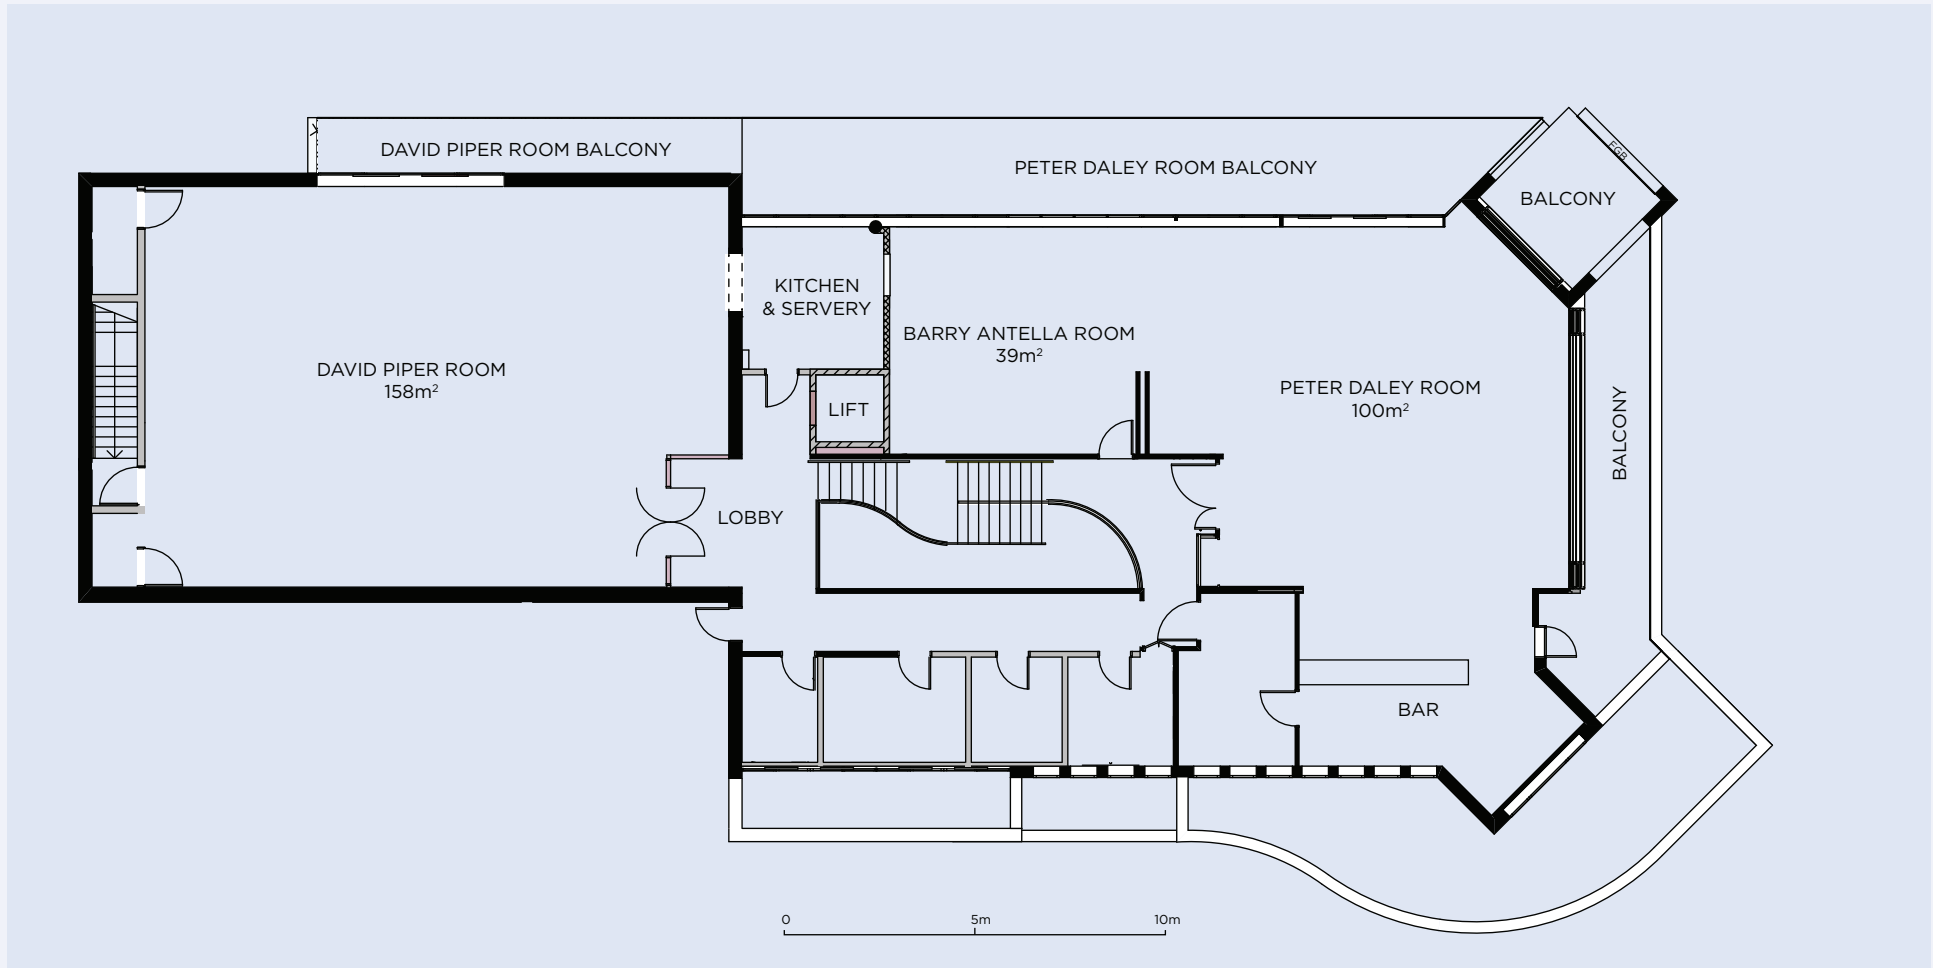 DAVID PIPER ROOM BALCONY
PETER DALEY ROOM BALCONY
FGB
BALCONY
KITCHEN
& SERVERY
BARRY ANTELLA ROOM
39m²
DAVID PIPER ROOM
158m²
PETER DALEY ROOM
100m²
LIFT
BALCONY
LOBBY
BAR
0 5m 10m